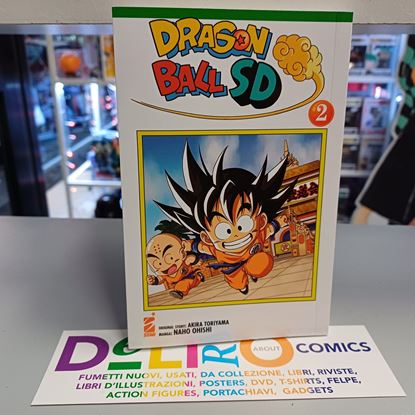 DRAGON
BALL SD
2
ORIGINAL STORY: AKIRA TORIYAMA
MANGA: NAHO OHISHI
STAR
DELIRIO ABOUT COMICS
FUMETTI NUOVI, USATI, DA COLLEZIONE, LIBRI, RIVISTE,
LIBRI D'ILLUSTRAZIONI, POSTERS, DVD, T-SHIRTS, FELPE,
ACTION FIGURES, PORTACHIAVI, GADGETS